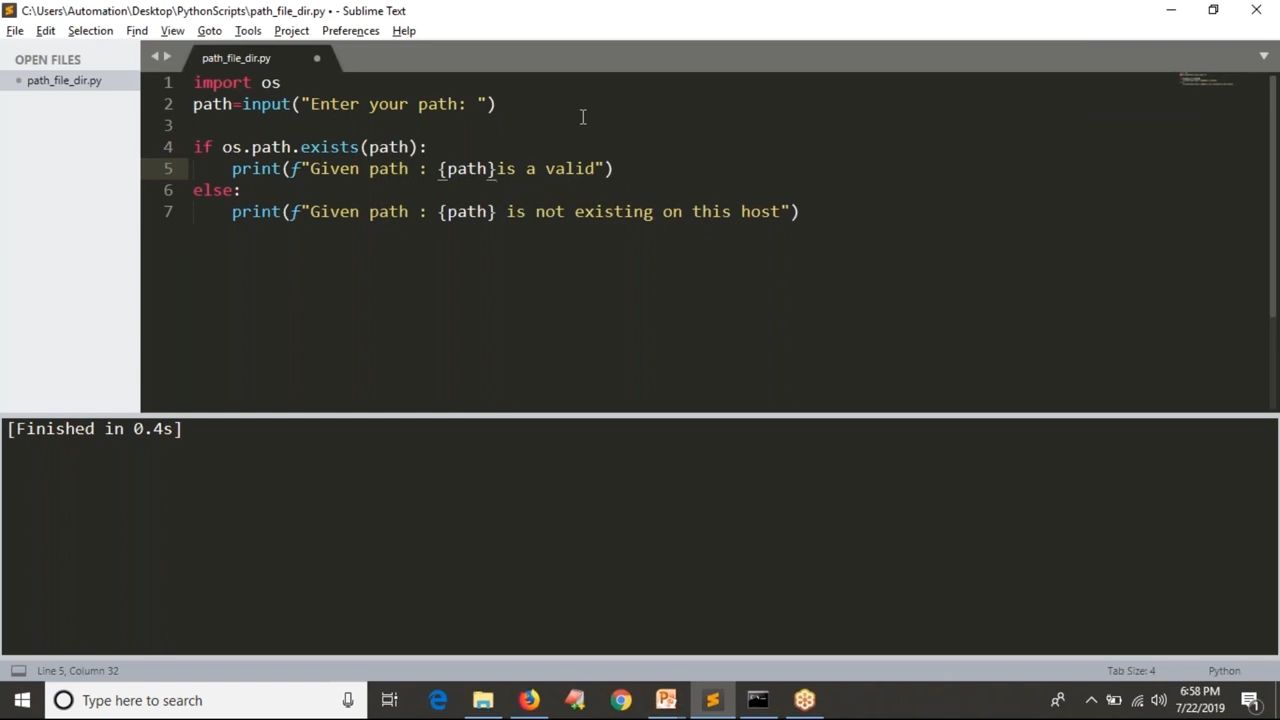 C:\Users\Automation\Desktop\PythonScripts\path_file_dir.py • - Sublime Text
File Edit Selection Find View Goto Tools Project Preferences Help
OPEN FILES
path_file_dir.py
path_file_dir.py
1 import os
2 path=input("Enter your path: ")
3
4 if os.path.exists(path):
5     print(f"Given path : {path}is a valid")
6 else:
7     print(f"Given path : {path} is not existing on this host")
[Finished in 0.4s]
Line 5, Column 32
Tab Size: 4
Python
Type here to search
6:58 PM
7/22/2019
1